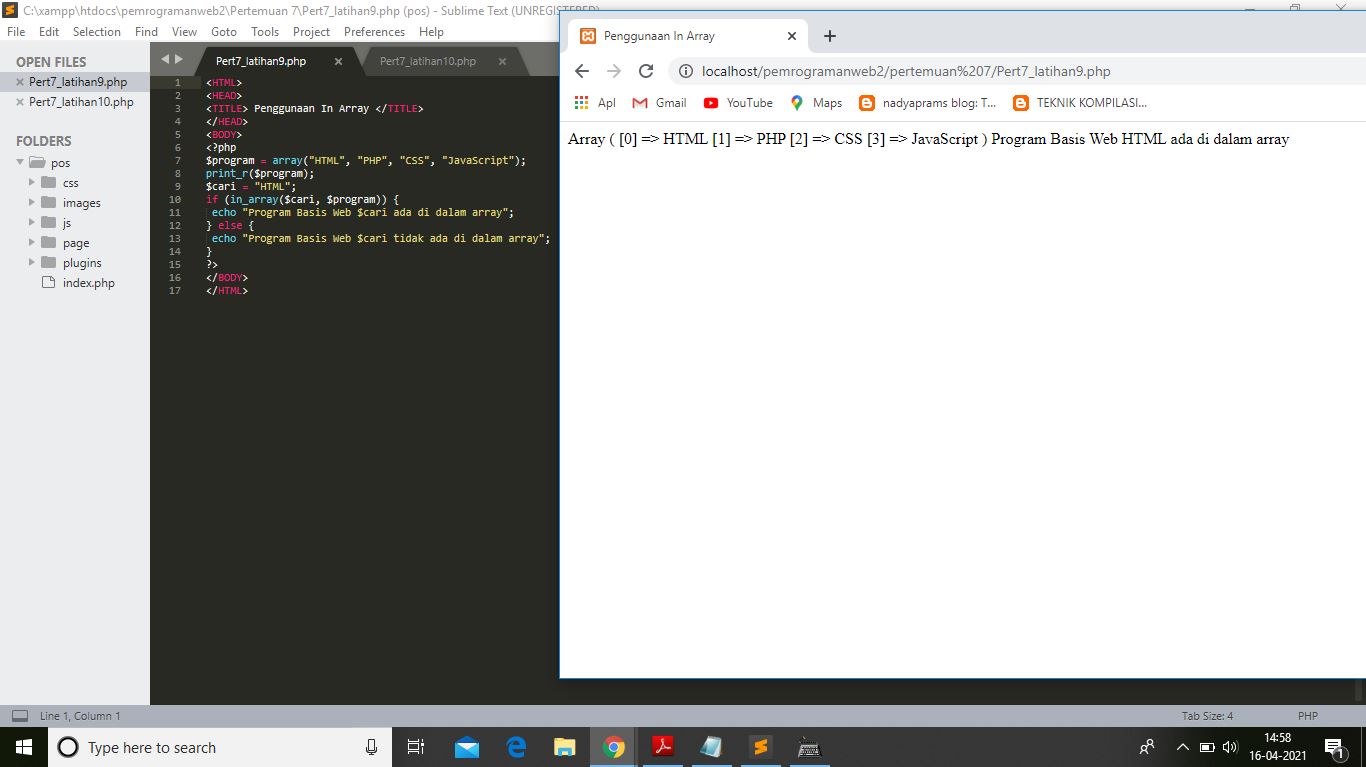 C:\xampp\htdocs\pemrogramanweb2\Pertemuan 7\Pert7_latihan9.php (pos) - Sublime Text (UNREGISTERED)
File Edit Selection Find View Goto Tools Project Preferences Help
OPEN FILES
Pert7_latihan9.php
Pert7_latihan10.php
FOLDERS
pos
css
images
js
page
plugins
index.php
Pert7_latihan9.php Pert7_latihan10.php
1 <HTML>
2 <HEAD>
3 <TITLE> Penggunaan In Array </TITLE>
4 </HEAD>
5 <BODY>
6 <?php
7 $program = array("HTML", "PHP", "CSS", "JavaScript");
8 print_r($program);
9 $cari = "HTML";
10 if (in_array($cari, $program)) {
11 echo "Program Basis Web $cari ada di dalam array";
12 } else {
13 echo "Program Basis Web $cari tidak ada di dalam array";
14 }
15 ?>
16 </BODY>
17 </HTML>
Penggunaan In Array
localhost/pemrogramanweb2/pertemuan%207/Pert7_latihan9.php
Apl Gmail YouTube Maps nadyaprams blog: T... TEKNIK KOMPILASI...
Array ( [0] => HTML [1] => PHP [2] => CSS [3] => JavaScript ) Program Basis Web HTML ada di dalam array
Line 1, Column 1 Tab Size: 4 PHP
Type here to search
14:58
16-04-2021
1